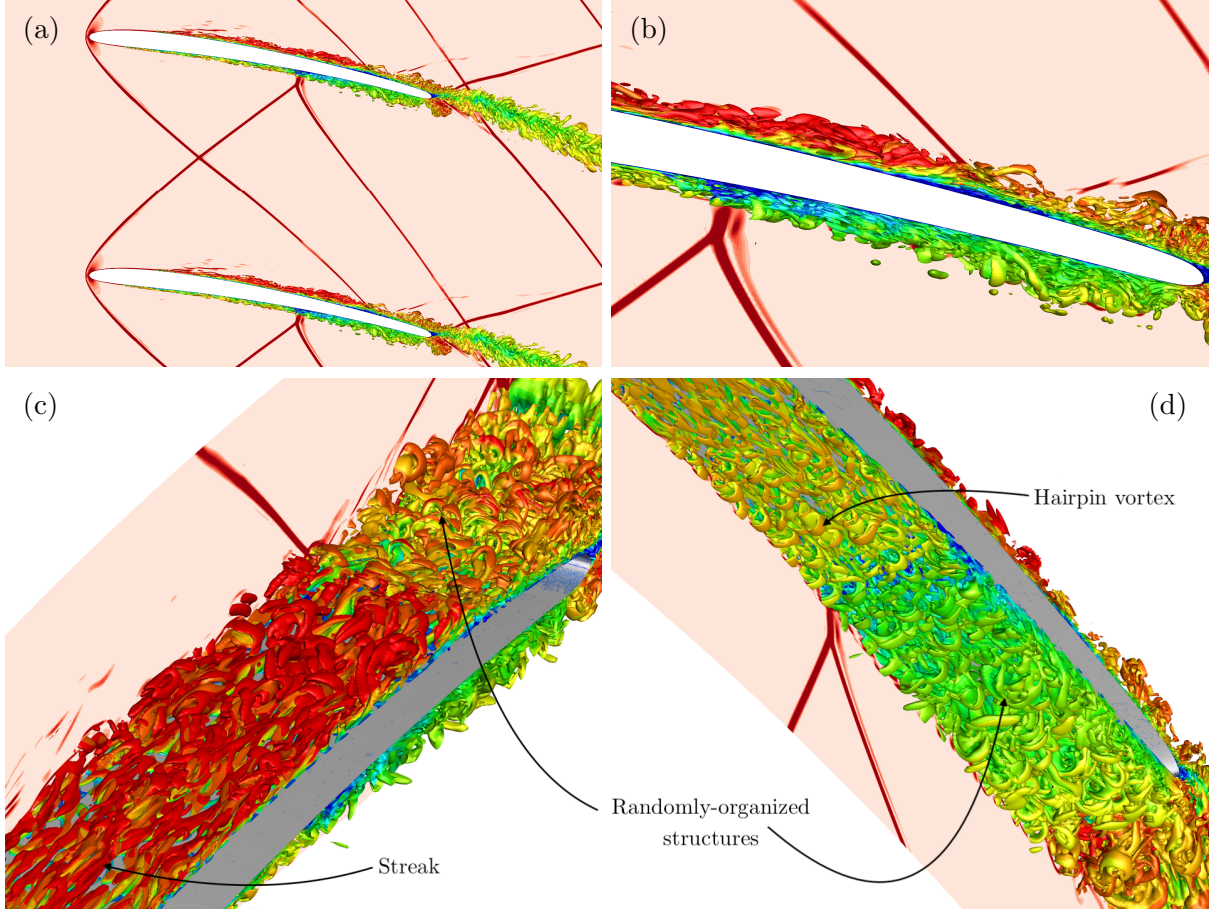 (a)
(b)
(c)
(d)
Hairpin vortex
Randomly-organized
structures
Streak